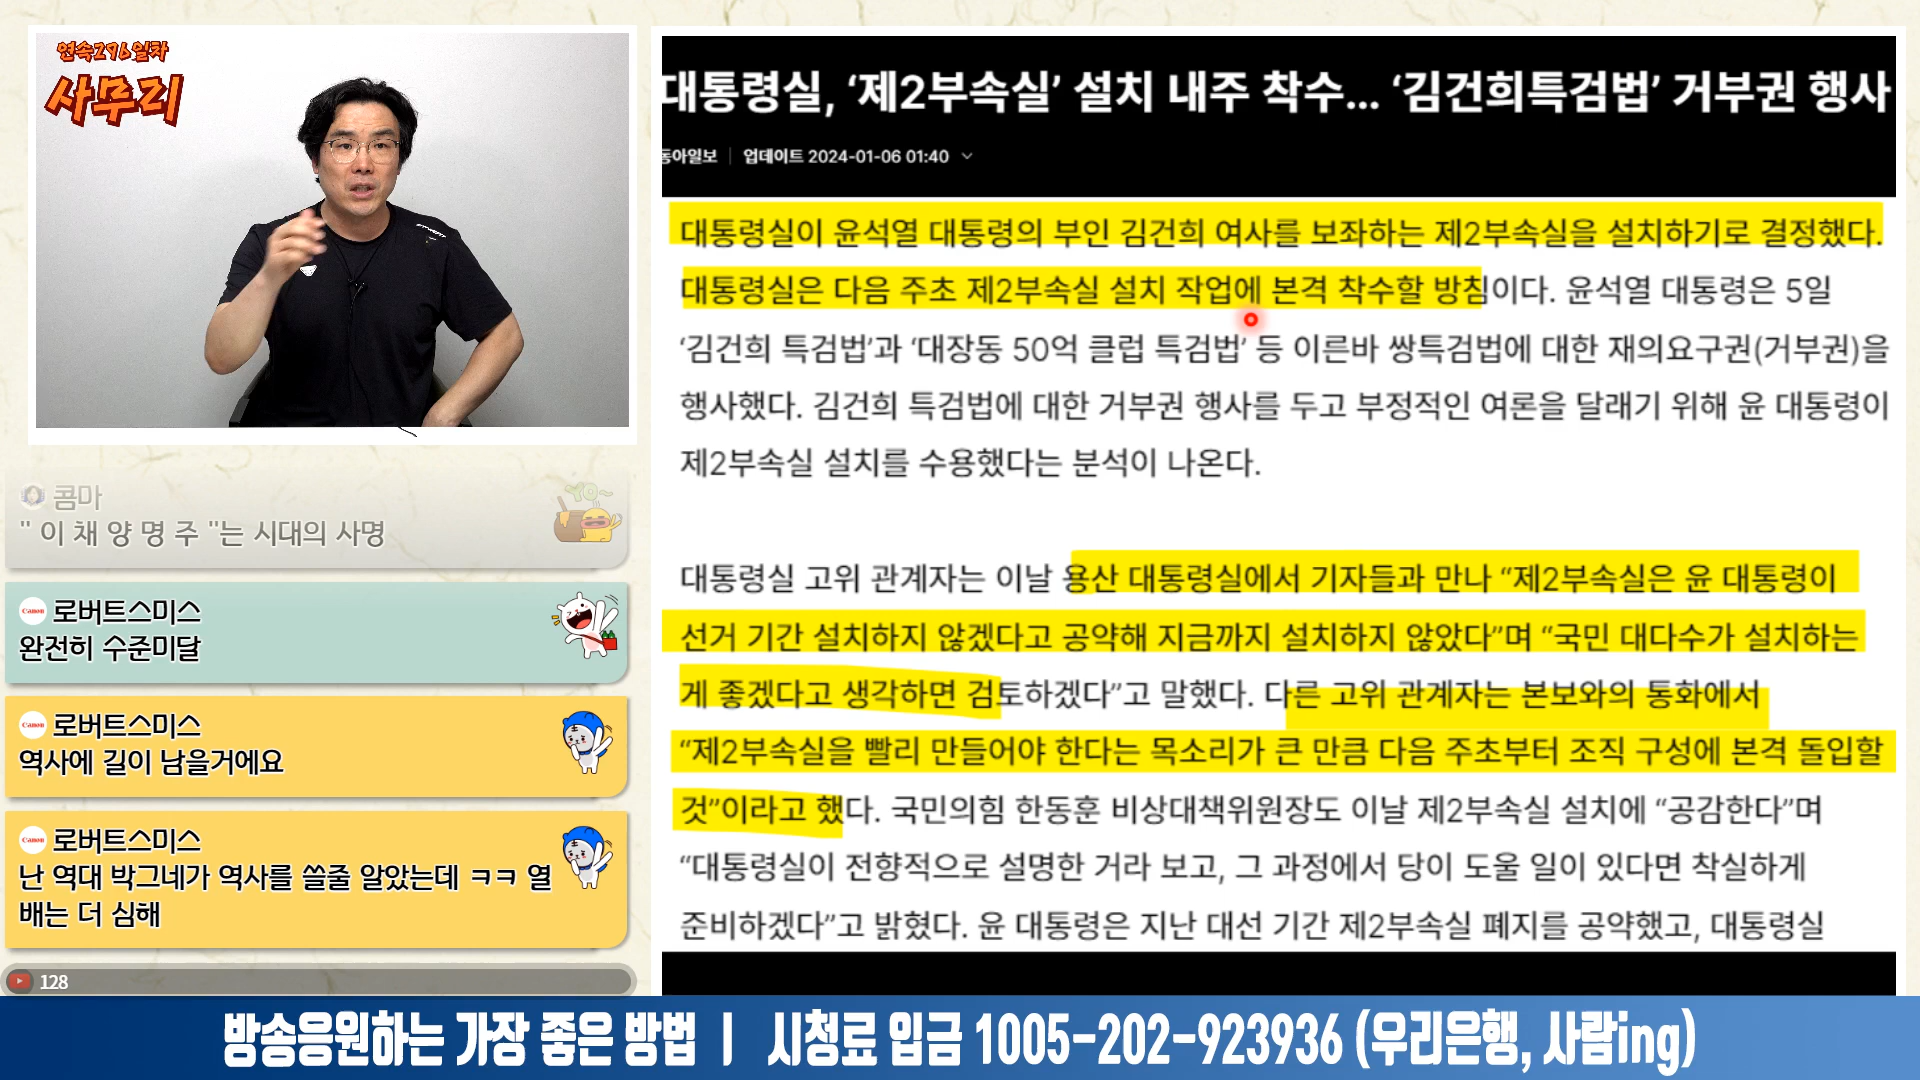 연속276일차
사무리
콤마
" 이 채 양 명 주 "는 시대의 사명
YO~
Canon 로버트스미스
완전히 수준미달
Canon 로버트스미스
역사에 길이 남을거에요
Canon 로버트스미스
난 역대 박그네가 역사를 쓸줄 알았는데 ㅋㅋ 열
배는 더 심해
128
대통령실, ‘제2부속실’ 설치 내주 착수... ‘김건희특검법’ 거부권 행사
동아일보 | 업데이트 2024-01-06 01:40
대통령실이 윤석열 대통령의 부인 김건희 여사를 보좌하는 제2부속실을 설치하기로 결정했다.
대통령실은 다음 주초 제2부속실 설치 작업에 본격 착수할 방침이다. 윤석열 대통령은 5일
‘김건희 특검법’과 ‘대장동 50억 클럽 특검법’ 등 이른바 쌍특검법에 대한 재의요구권(거부권)을
행사했다. 김건희 특검법에 대한 거부권 행사를 두고 부정적인 여론을 달래기 위해 윤 대통령이
제2부속실 설치를 수용했다는 분석이 나온다.
대통령실 고위 관계자는 이날 용산 대통령실에서 기자들과 만나 “제2부속실은 윤 대통령이
선거 기간 설치하지 않겠다고 공약해 지금까지 설치하지 않았다”며 “국민 대다수가 설치하는
게 좋겠다고 생각하면 검토하겠다”고 말했다. 다른 고위 관계자는 본보와의 통화에서
“제2부속실을 빨리 만들어야 한다는 목소리가 큰 만큼 다음 주초부터 조직 구성에 본격 돌입할
것”이라고 했다. 국민의힘 한동훈 비상대책위원장도 이날 제2부속실 설치에 “공감한다”며
“대통령실이 전향적으로 설명한 거라 보고, 그 과정에서 당이 도울 일이 있다면 착실하게
준비하겠다”고 밝혔다. 윤 대통령은 지난 대선 기간 제2부속실 폐지를 공약했고, 대통령실
방송응원하는 가장 좋은 방법 | 시청료 입금 1005-202-923936 (우리은행, 사람ing)